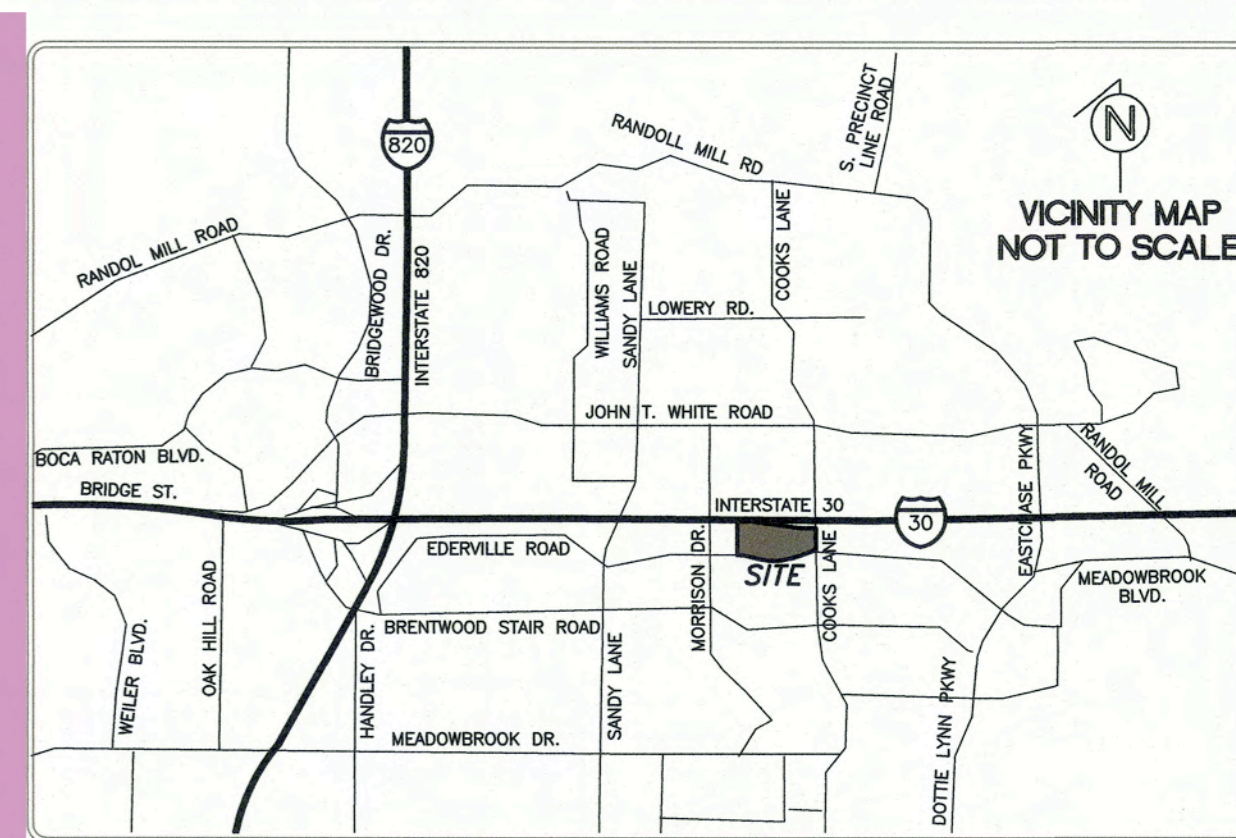 820
RANDOLL MILL RD
S. PRECINCT
LINE ROAD
N
VICINITY MAP
NOT TO SCALE
RANDOL MILL ROAD
BRIDGEWOOD DR.
INTERSTATE 820
WILLIAMS ROAD
SANDY LANE
COOKS LANE
LOWERY RD.
JOHN T. WHITE ROAD
BOCA RATON BLVD.
BRIDGE ST.
INTERSTATE 30
30
EASTCHASE PKWY
RANDOL MILL
ROAD
EDERVILLE ROAD
MORRISON DR.
SITE
COOKS LANE
MEADOWBROOK
BLVD.
WEILER BLVD.
OAK HILL ROAD
HANDLEY DR.
BRENTWOOD STAIR ROAD
SANDY LANE
MEADOWBROOK DR.
DOTTIE LYNN PKWY